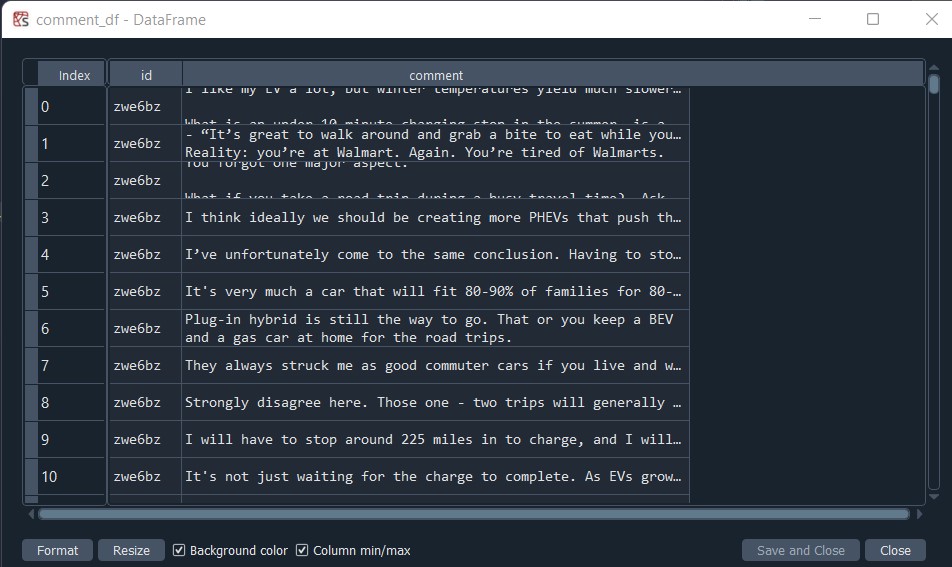 comment_df - DataFrame
Index id comment
0 zwe6bz I like my EV a lot, but winter temperatures yield much slower…
What is an under 10 minute charging stop in the summer, is a
1 zwe6bz - “It’s great to walk around and grab a bite to eat while you…
Reality: you’re at Walmart. Again. You’re tired of Walmarts.
2 zwe6bz You forgot one major aspect.
What if you take a road trip during a busy travel time? Ask
3 zwe6bz I think ideally we should be creating more PHEVs that push th…
4 zwe6bz I’ve unfortunately come to the same conclusion. Having to sto…
5 zwe6bz It's very much a car that will fit 80-90% of families for 80-…
6 zwe6bz Plug-in hybrid is still the way to go. That or you keep a BEV
and a gas car at home for the road trips.
7 zwe6bz They always struck me as good commuter cars if you live and w…
8 zwe6bz Strongly disagree here. Those one - two trips will generally …
9 zwe6bz I will have to stop around 225 miles in to charge, and I will…
10 zwe6bz It's not just waiting for the charge to complete. As EVs grow…
Format Resize Background color Column min/max Save and Close Close